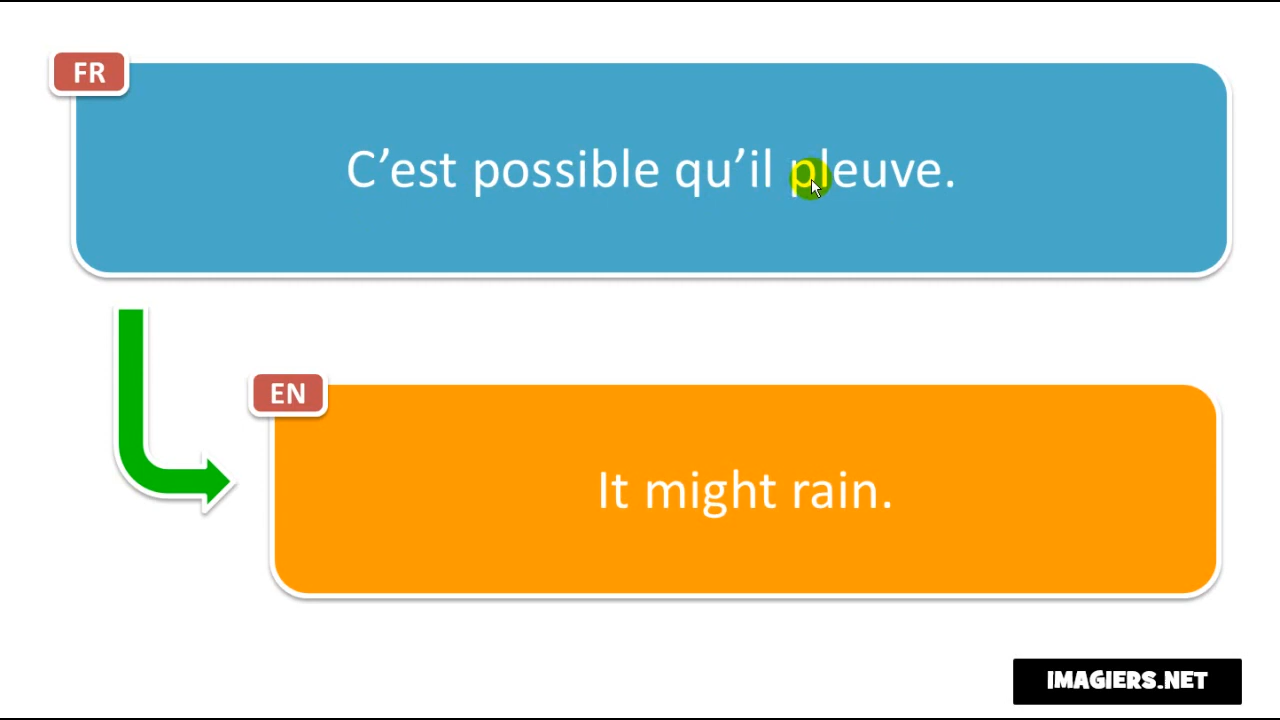 FR
C’est possible qu’il pleuve.
EN
It might rain.
IMAGIERS.NET